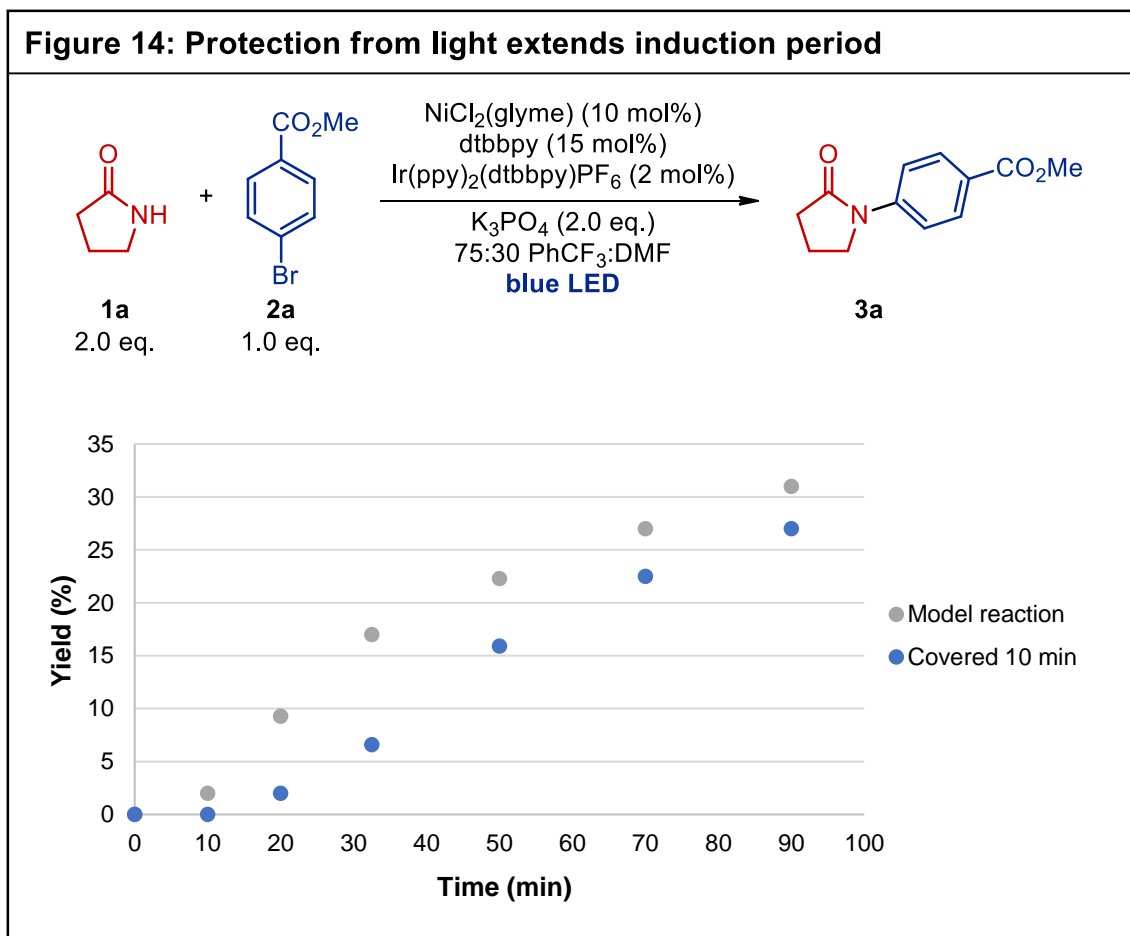 Figure 14: Protection from light extends induction period
O
NH
1a
2.0 eq.
+
CO₂Me
Br
2a
1.0 eq.
NiCl₂(glyme) (10 mol%)
dtbbpy (15 mol%)
Ir(ppy)₂(dtbbpy)PF₆ (2 mol%)
K₃PO₄ (2.0 eq.)
75:30 PhCF₃:DMF
blue LED
O
N
CO₂Me
3a
35
30
25
20
15
10
5
0
Yield (%)
0 10 20 30 40 50 60 70 80 90 100
Time (min)
Model reaction
Covered 10 min